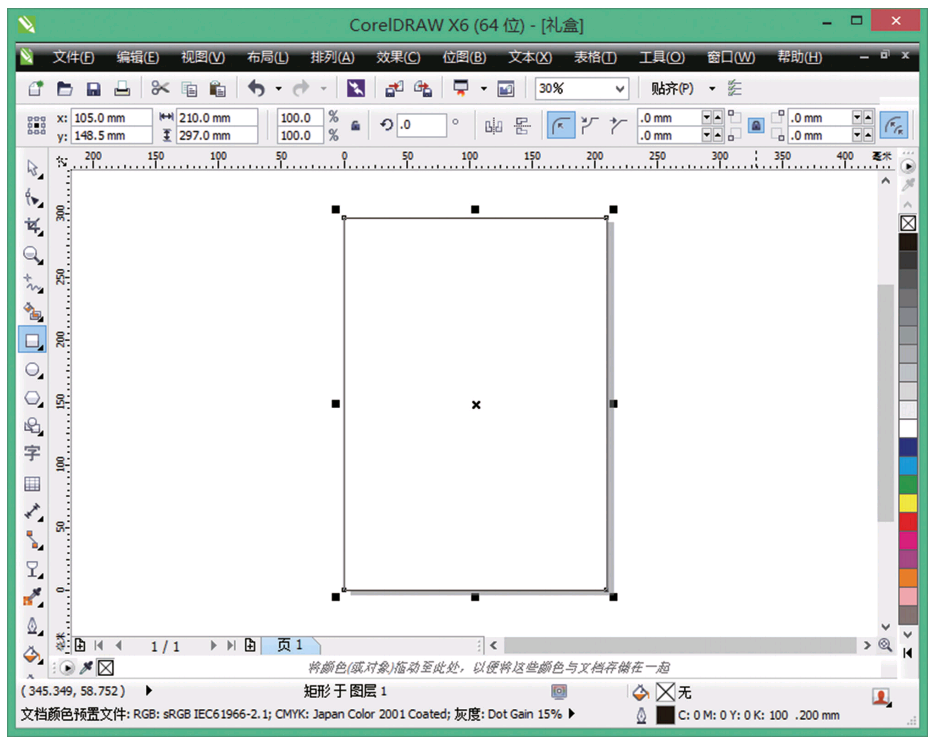 CorelDRAW X6 (64 位) - [礼盒]
文件(F) 编辑(E) 视图(V) 布局(L) 排列(A) 效果(C) 位图(B) 文本(X) 表格(T) 工具(O) 窗口(W) 帮助(H)
30% 贴齐(P)
x: 105.0 mm 210.0 mm 100.0 % .0 ° .0 mm .0 mm
y: 148.5 mm 297.0 mm 100.0 % .0 mm .0 mm
200 150 100 50 0 50 100 150 200 250 300 350 400 毫米
300
250
200
150
100
50
0
毫米
字
1 / 1 页 1
将颜色(或对象)拖动至此处，以便将这些颜色与文档存储在一起
( 345.349, 58.752 ) 矩形 于 图层 1 无
文档颜色预置文件: RGB: sRGB IEC61966-2.1; CMYK: Japan Color 2001 Coated; 灰度: Dot Gain 15% C: 0 M: 0 Y: 0 K: 100 .200 mm